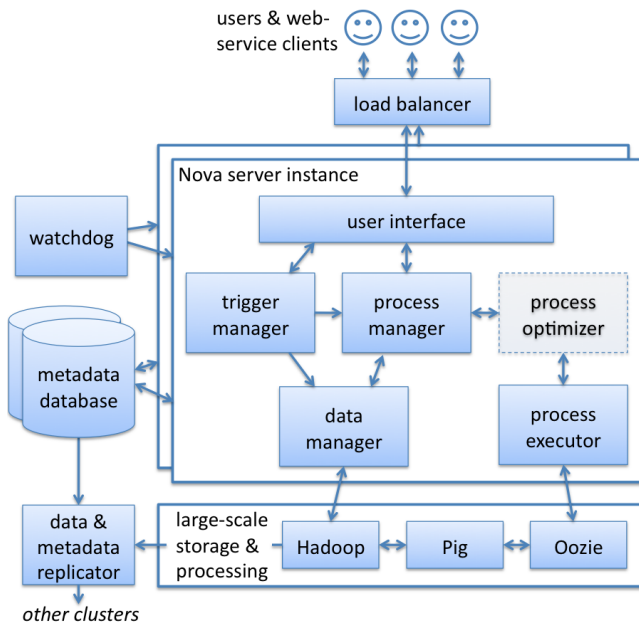 users & web-
service clients
load balancer
Nova server instance
user interface
watchdog
trigger
manager
process
manager
process
optimizer
metadata
database
data
manager
process
executor
data &
metadata
replicator
large-scale
storage &
processing
Hadoop
Pig
Oozie
other clusters